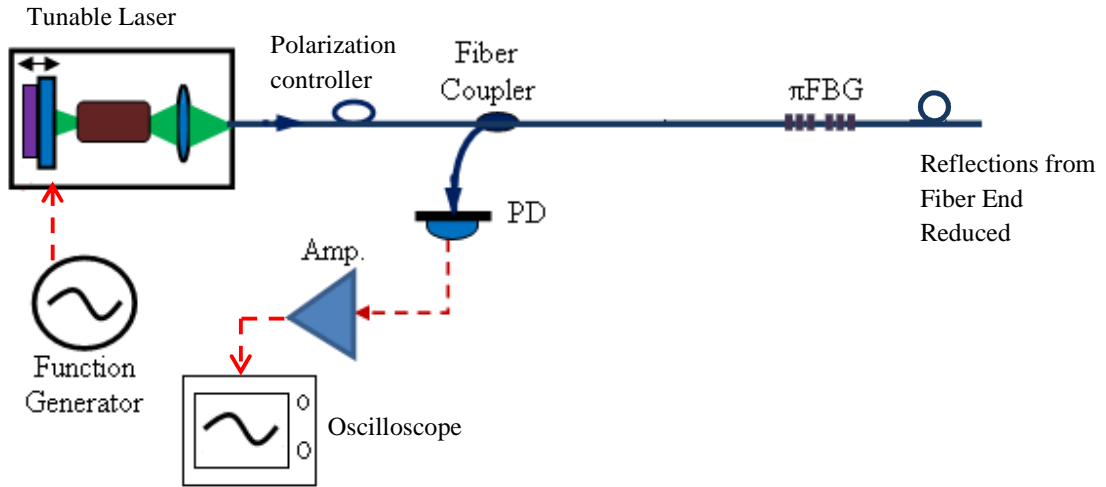 Tunable Laser
Polarization
controller
Fiber
Coupler
πFBG
Reflections from
Fiber End
Reduced
PD
Amp.
Function
Generator
Oscilloscope